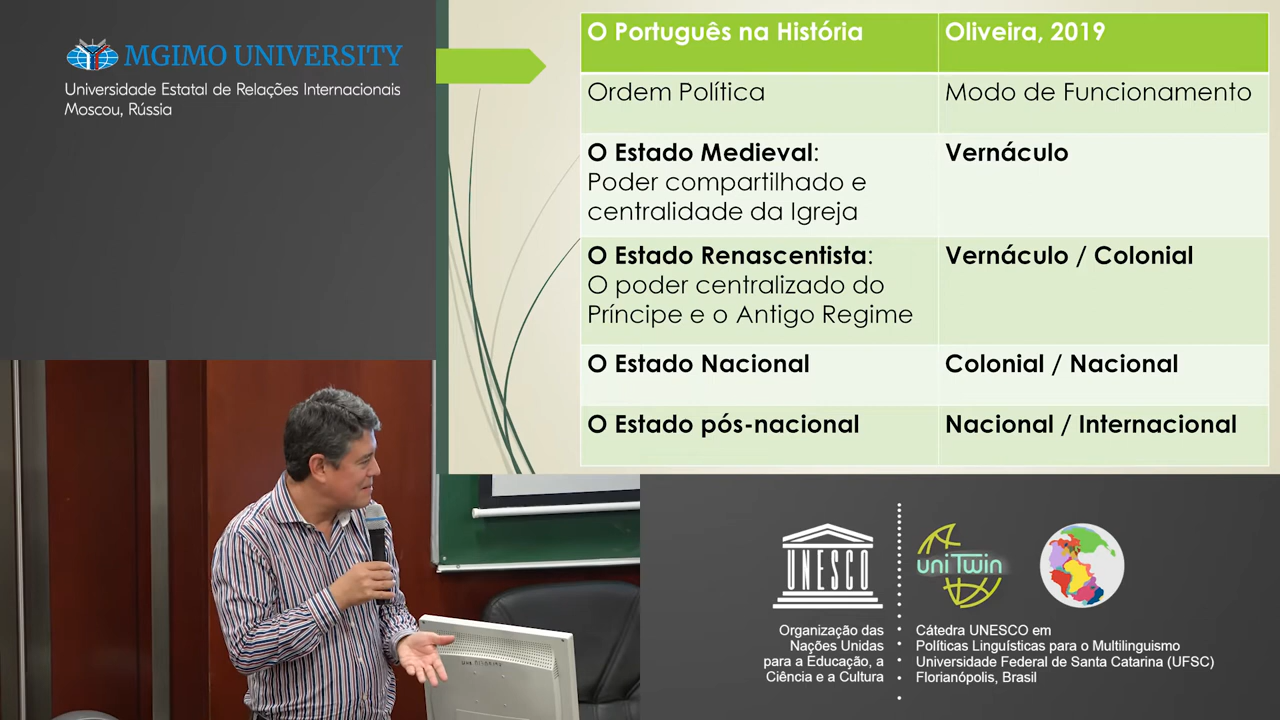 MGIMO UNIVERSITY
Universidade Estatal de Relações Internacionais
Moscou, Rússia
O Português na História
Oliveira, 2019
Ordem Política
Modo de Funcionamento
O Estado Medieval:
Poder compartilhado e
centralidade da Igreja
Vernáculo
O Estado Renascentista:
O poder centralizado do
Príncipe e o Antigo Regime
Vernáculo / Colonial
O Estado Nacional
Colonial / Nacional
O Estado pós-nacional
Nacional / Internacional
UNESCO
Organização das
Nações Unidas
para a Educação, a
Ciência e a Cultura
uniTwin
Cátedra UNESCO em
Políticas Linguísticas para o Multilinguismo
Universidade Federal de Santa Catarina (UFSC)
Florianópolis, Brasil